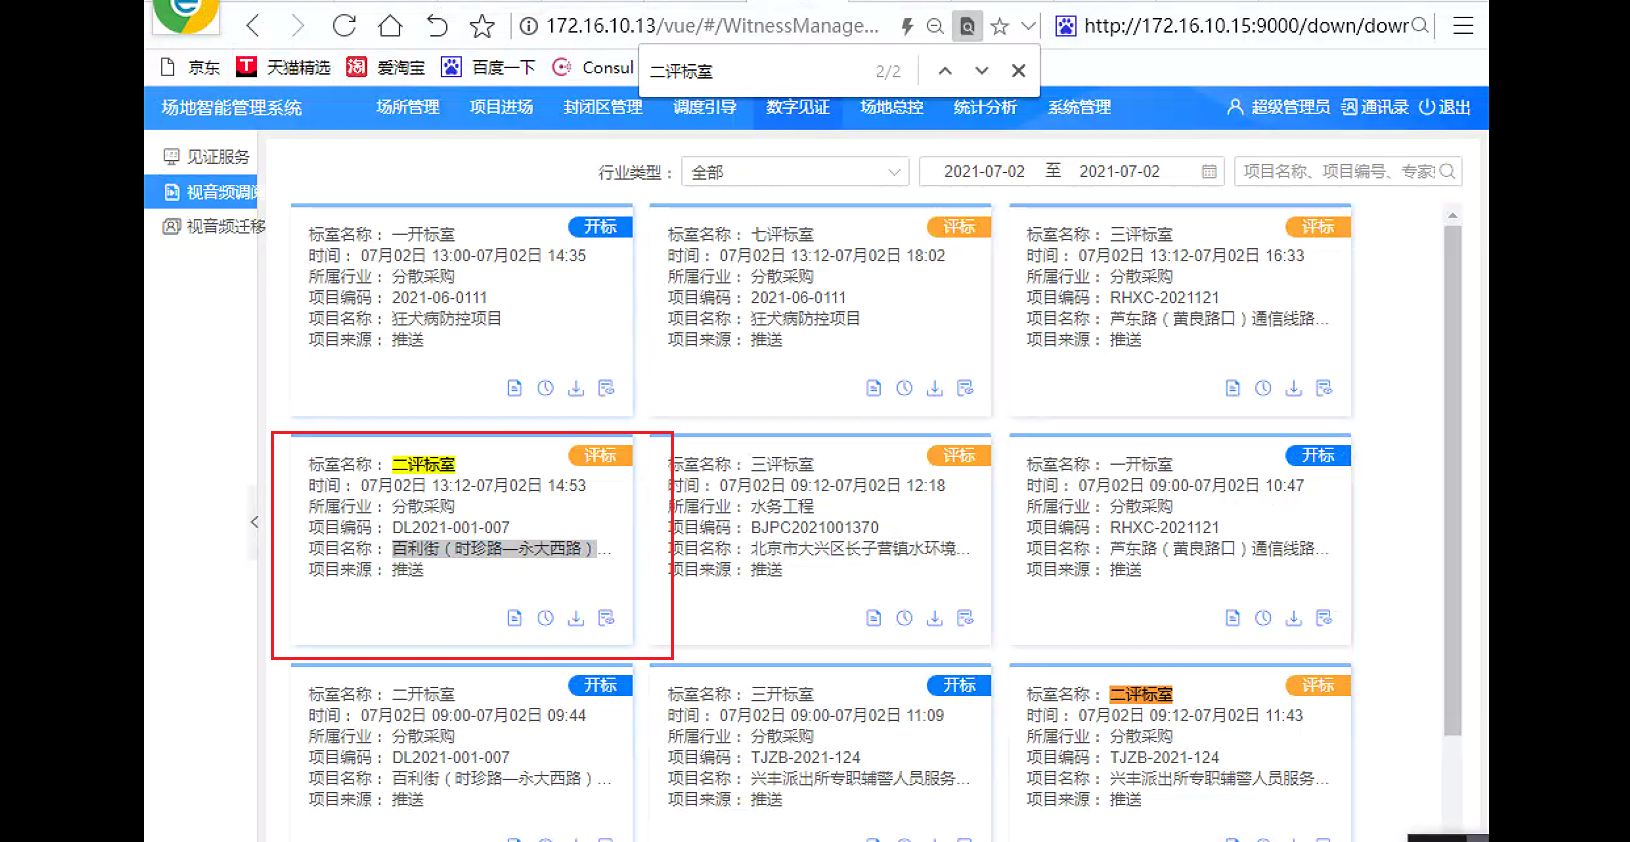 172.16.10.13/vue/#/WitnessManage...
http://172.16.10.15:9000/down/dowr
京东
天猫精选
爱淘宝
百度一下
Consul
二评标室
2/2
场地智能管理系统
场所管理
项目进场
封闭区管理
调度引导
数字见证
场地总控
统计分析
系统管理
超级管理员
通讯录
退出
见证服务
视音频调阅
视音频迁移
行业类型：
全部
2021-07-02 至 2021-07-02
项目名称、项目编号、专家
开标
标室名称： 一开标室
时间： 07月02日 13:00-07月02日 14:35
所属行业： 分散采购
项目编码： 2021-06-0111
项目名称： 狂犬病防控项目
项目来源： 推送
评标
标室名称： 七评标室
时间： 07月02日 13:12-07月02日 18:02
所属行业： 分散采购
项目编码： 2021-06-0111
项目名称： 狂犬病防控项目
项目来源： 推送
评标
标室名称： 三评标室
时间： 07月02日 13:12-07月02日 16:33
所属行业： 分散采购
项目编码： RHXC-2021121
项目名称： 芦东路（黄良路口）通信线路...
项目来源： 推送
评标
标室名称： 二评标室
时间： 07月02日 13:12-07月02日 14:53
所属行业： 分散采购
项目编码： DL2021-001-007
项目名称： 百利街（时珍路—永大西路）...
项目来源： 推送
评标
标室名称： 三评标室
时间： 07月02日 09:12-07月02日 12:18
所属行业： 水务工程
项目编码： BJPC2021001370
项目名称： 北京市大兴区长子营镇水环境...
项目来源： 推送
开标
标室名称： 一开标室
时间： 07月02日 09:00-07月02日 10:47
所属行业： 分散采购
项目编码： RHXC-2021121
项目名称： 芦东路（黄良路口）通信线路...
项目来源： 推送
开标
标室名称： 二开标室
时间： 07月02日 09:00-07月02日 09:44
所属行业： 分散采购
项目编码： DL2021-001-007
项目名称： 百利街（时珍路—永大西路）...
项目来源： 推送
开标
标室名称： 三开标室
时间： 07月02日 09:00-07月02日 11:09
所属行业： 分散采购
项目编码： TJZB-2021-124
项目名称： 兴丰派出所专职辅警人员服务...
项目来源： 推送
评标
标室名称： 二评标室
时间： 07月02日 09:12-07月02日 11:43
所属行业： 分散采购
项目编码： TJZB-2021-124
项目名称： 兴丰派出所专职辅警人员服务...
项目来源： 推送